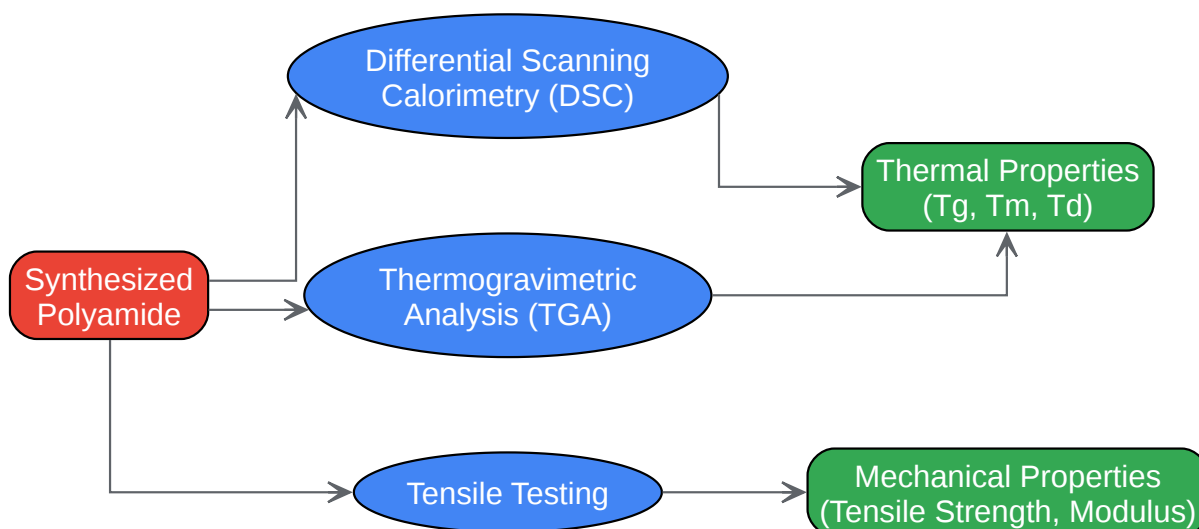 Differential Scanning
Calorimetry (DSC)
Thermal Properties
(Tg, Tm, Td)
Synthesized
Polyamide
Thermogravimetric
Analysis (TGA)
Tensile Testing
Mechanical Properties
(Tensile Strength, Modulus)